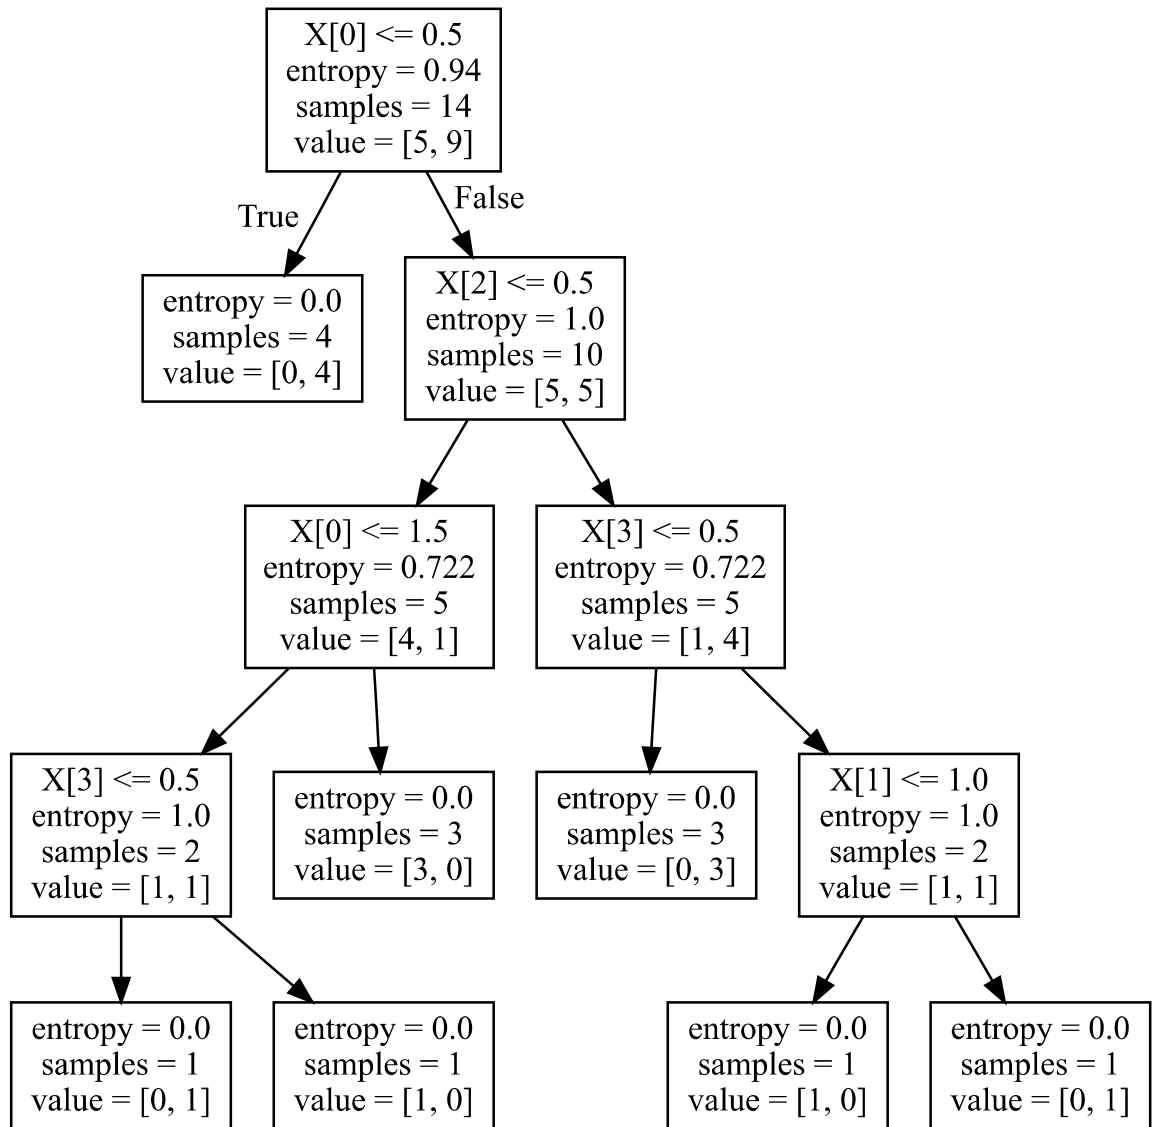 X[0] <= 0.5
entropy = 0.94
samples = 14
value = [5, 9]
True
False
entropy = 0.0
samples = 4
value = [0, 4]
X[2] <= 0.5
entropy = 1.0
samples = 10
value = [5, 5]
X[0] <= 1.5
entropy = 0.722
samples = 5
value = [4, 1]
X[3] <= 0.5
entropy = 0.722
samples = 5
value = [1, 4]
X[3] <= 0.5
entropy = 1.0
samples = 2
value = [1, 1]
entropy = 0.0
samples = 3
value = [3, 0]
entropy = 0.0
samples = 3
value = [0, 3]
X[1] <= 1.0
entropy = 1.0
samples = 2
value = [1, 1]
entropy = 0.0
samples = 1
value = [0, 1]
entropy = 0.0
samples = 1
value = [1, 0]
entropy = 0.0
samples = 1
value = [1, 0]
entropy = 0.0
samples = 1
value = [0, 1]